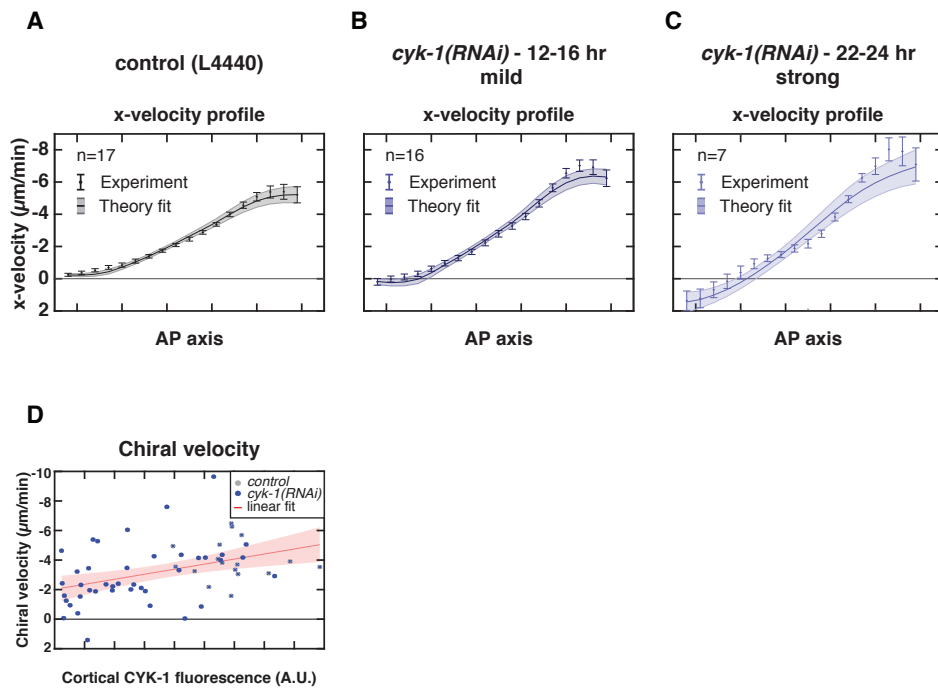 A
control (L4440)
x-velocity profile
n=17
Experiment
Theory fit
x-velocity (µm/min)
-8
-6
-4
-2
0
2
AP axis
B
cyk-1(RNAi) - 12-16 hr
mild
x-velocity profile
n=16
Experiment
Theory fit
AP axis
C
cyk-1(RNAi) - 22-24 hr
strong
x-velocity profile
n=7
Experiment
Theory fit
AP axis
D
Chiral velocity
Chiral velocity (µm/min)
-10
-8
-6
-4
-2
0
2
control
cyk-1(RNAi)
linear fit
Cortical CYK-1 fluorescence (A.U.)